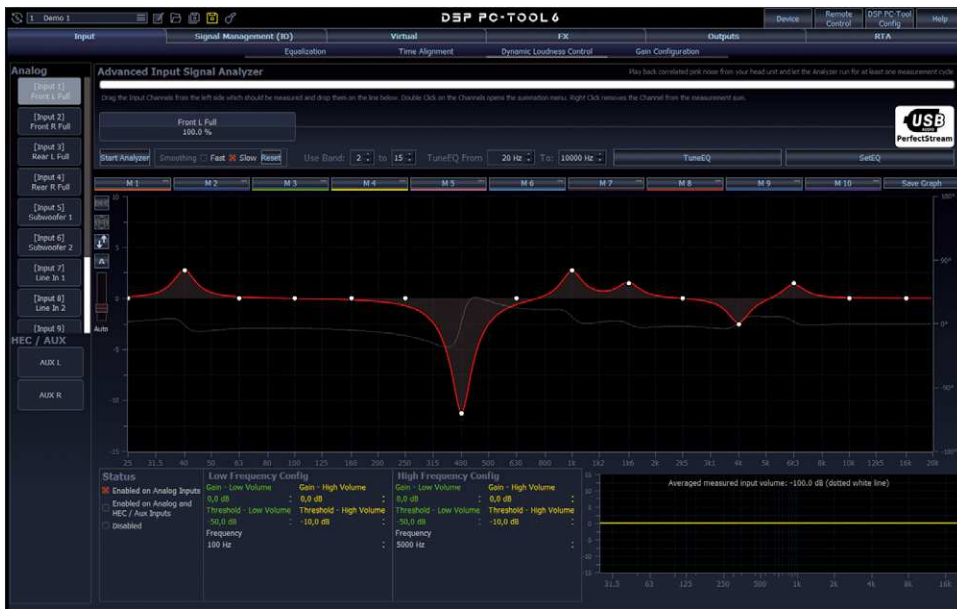 1 Demo 1
DSP PC-TOOL 6
Device
Remote Control
DSP PC-Tool Config
Help
Input
Signal Management (IO)
Virtual
FX
Outputs
RTA
Equalization
Time Alignment
Dynamic Loudness Control
Gain Configuration
Analog
[Input 1]
Front L Full
[Input 2]
Front R Full
[Input 3]
Rear L Full
[Input 4]
Rear R Full
[Input 5]
Subwoofer 1
[Input 6]
Subwoofer 2
[Input 7]
Line In 1
[Input 8]
Line In 2
[Input 9]
HEC / AUX
AUX L
AUX R
Advanced Input Signal Analyzer
Play back correlated pink noise from your head unit and let the Analyzer run for at least one measurement cycle.
Drag the Input Channels from the left side which should be measured and drop them on the line below. Double Click on the Channels opens the summation menu. Right Click removes the Channel from the measurement sum.
Front L Full
100.0 %
USB
AUDIO
PerfectStream
Start Analyzer Smoothing Fast Slow Reset Use Band: 2 to 15 TuneEQ From 20 Hz To: 10000 Hz TuneEQ SetEQ
M 1 M 2 M 3 M 4 M 5 M 6 M 7 M 8 M 9 M 10 Save Graph
10
5
0
-5
-10
-15
180°
90°
0°
-90°
-180°
A
Auto
25 31.5 40 50 63 80 100 125 160 200 250 315 400 500 630 800 1k 1k2 1k6 2k 2k5 3k1 4k 5k 6k3 8k 10k 12k5 16k 20k
Status
Enabled on Analog Inputs
Enabled on Analog and
HEC / Aux Inputs
Disabled
Low Frequency Config
Gain - Low Volume Gain - High Volume
0,0 dB 0,0 dB
Threshold - Low Volume Threshold - High Volume
-50,0 dB -10,0 dB
Frequency
100 Hz
High Frequency Config
Gain - Low Volume Gain - High Volume
0,0 dB 0,0 dB
Threshold - Low Volume Threshold - High Volume
-50,0 dB -10,0 dB
Frequency
5000 Hz
Averaged measured input volume: -100.0 dB (dotted white line)
31.5 63 125 250 500 1k 2k 4k 8k 16k